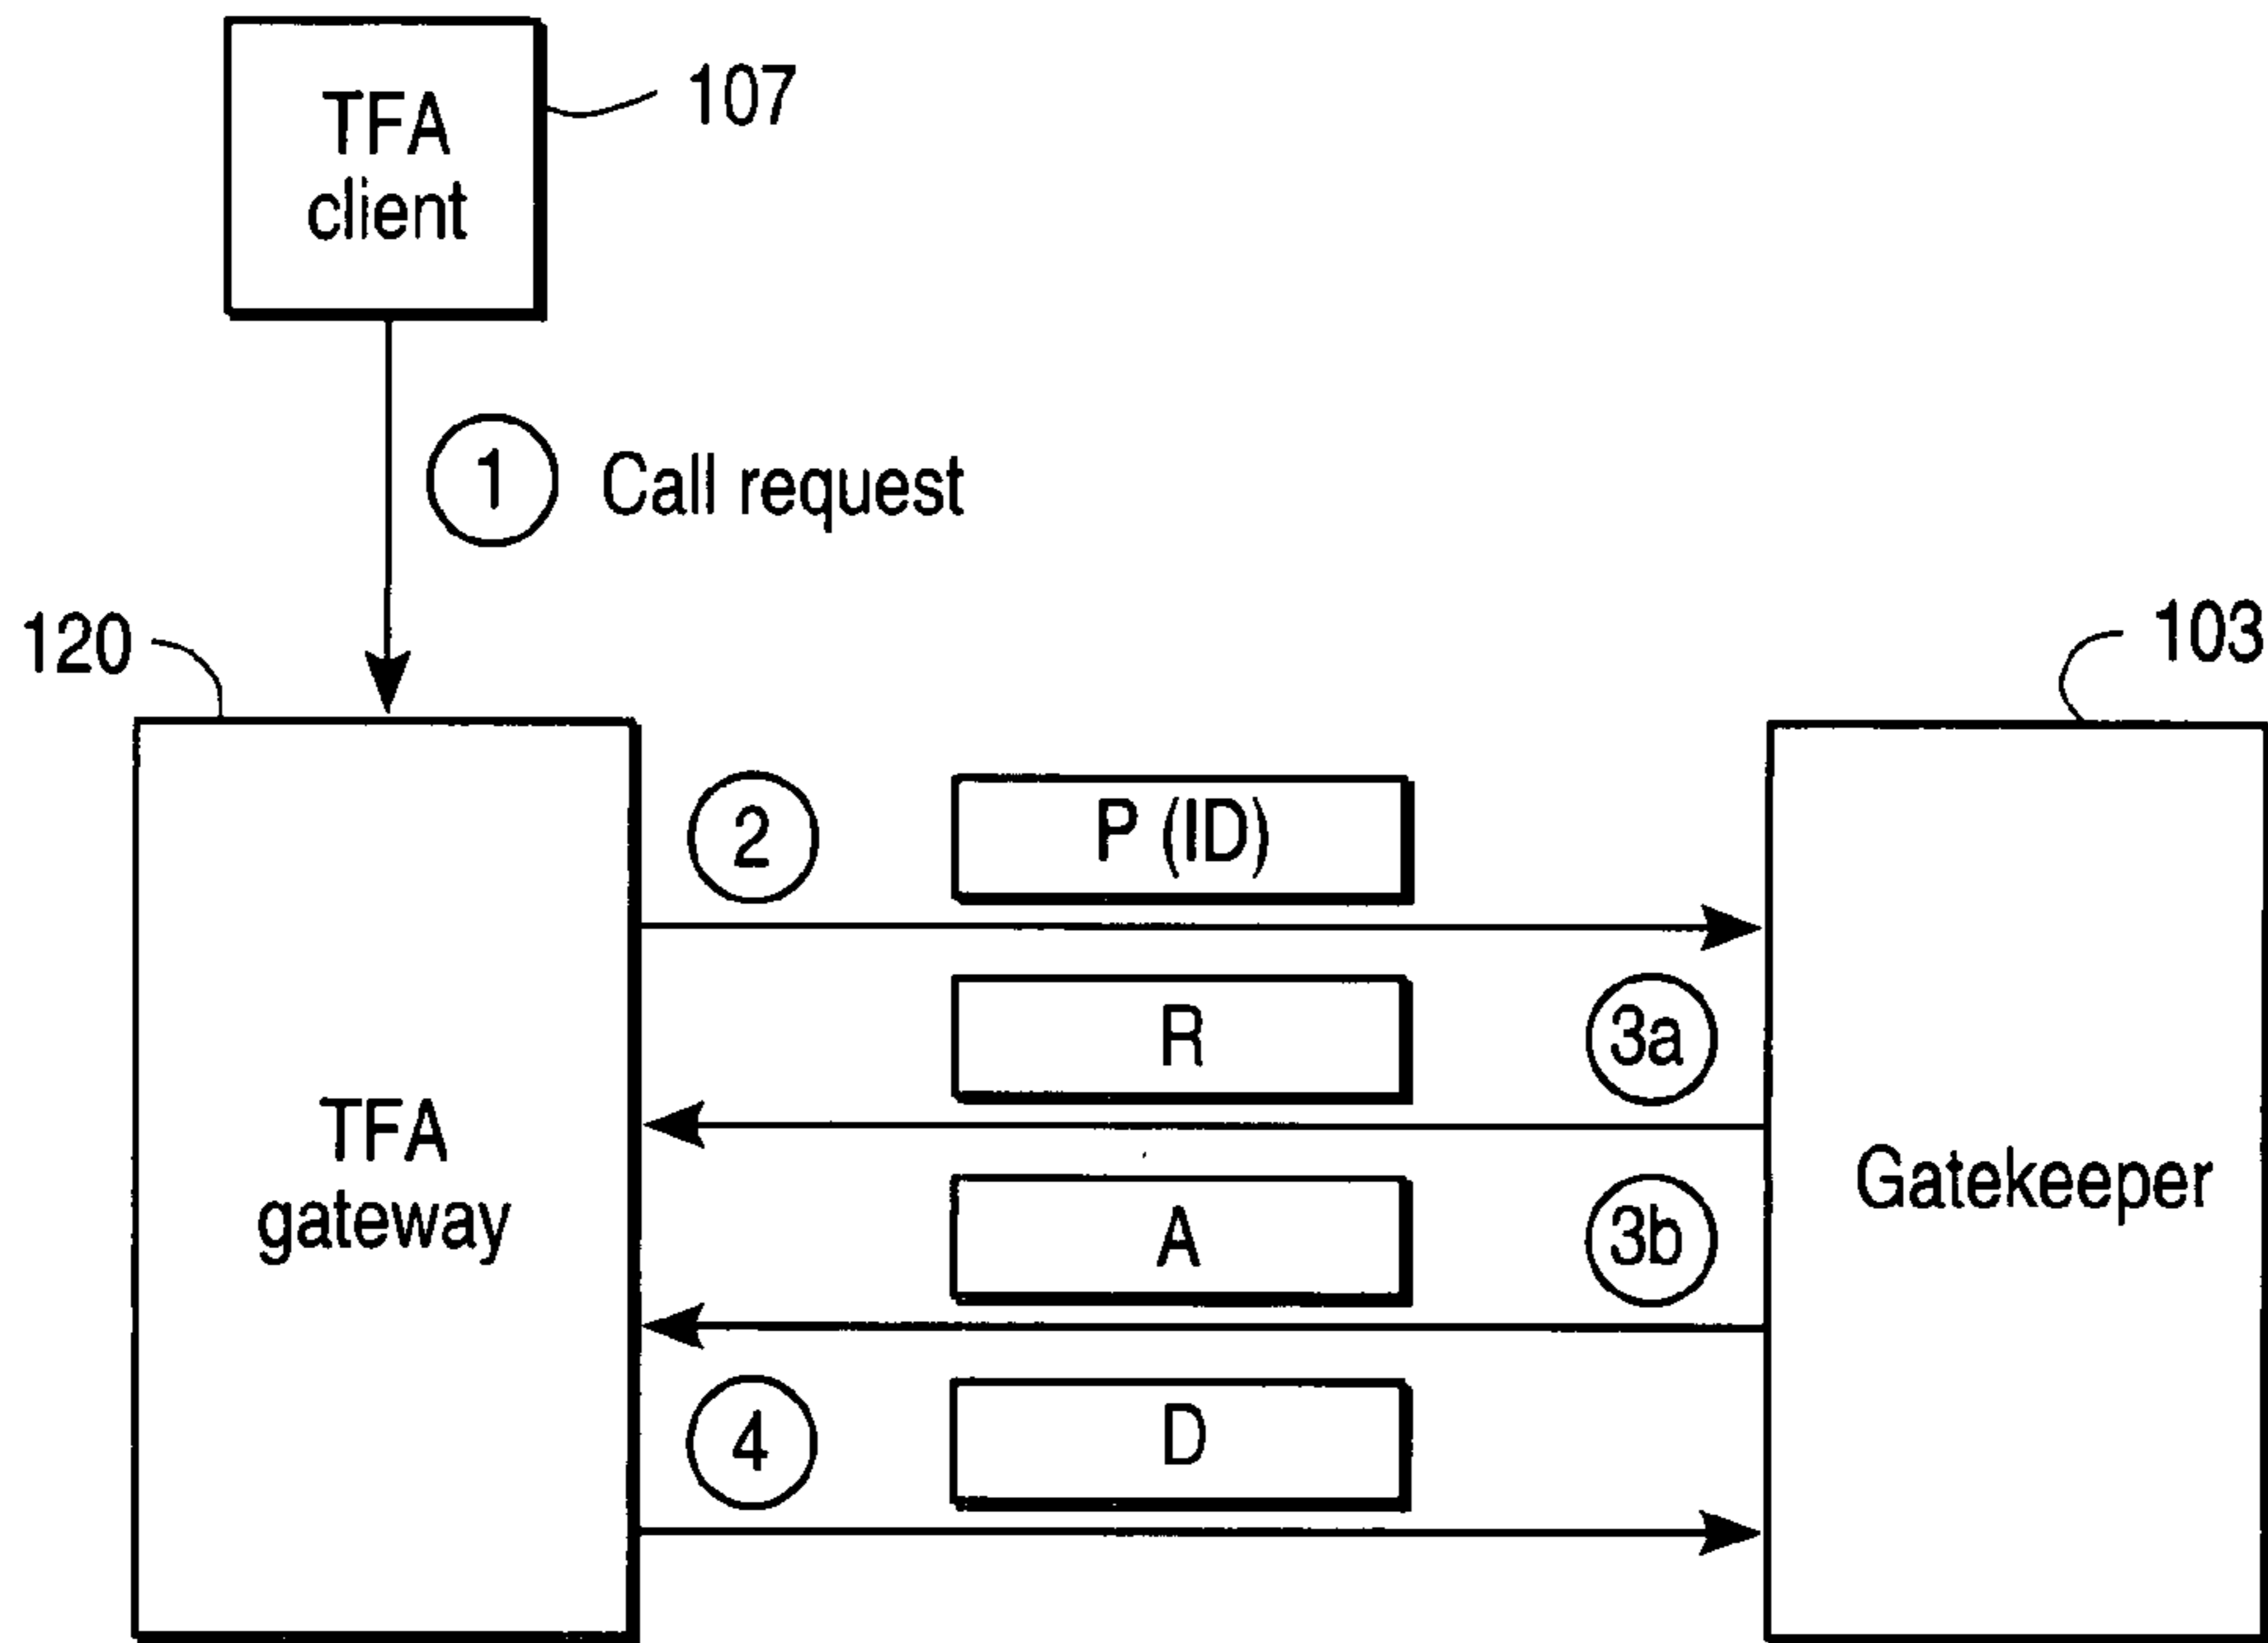 TFA
client
107
1
Call request
120
103
2
P (ID)
R
3a
TFA
gateway
A
3b
Gatekeeper
4
D